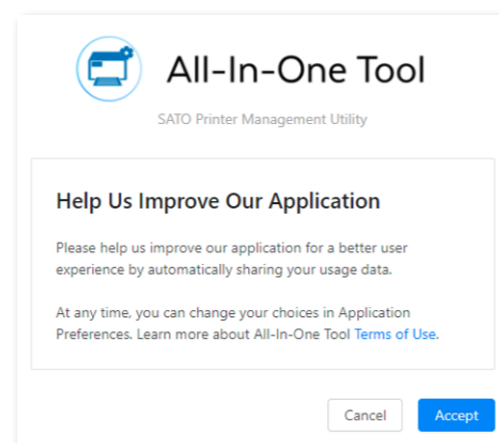 All-In-One Tool
SATO Printer Management Utility
Help Us Improve Our Application
Please help us improve our application for a better user
experience by automatically sharing your usage data.
At any time, you can change your choices in Application
Preferences. Learn more about All-In-One Tool Terms of Use.
Cancel
Accept